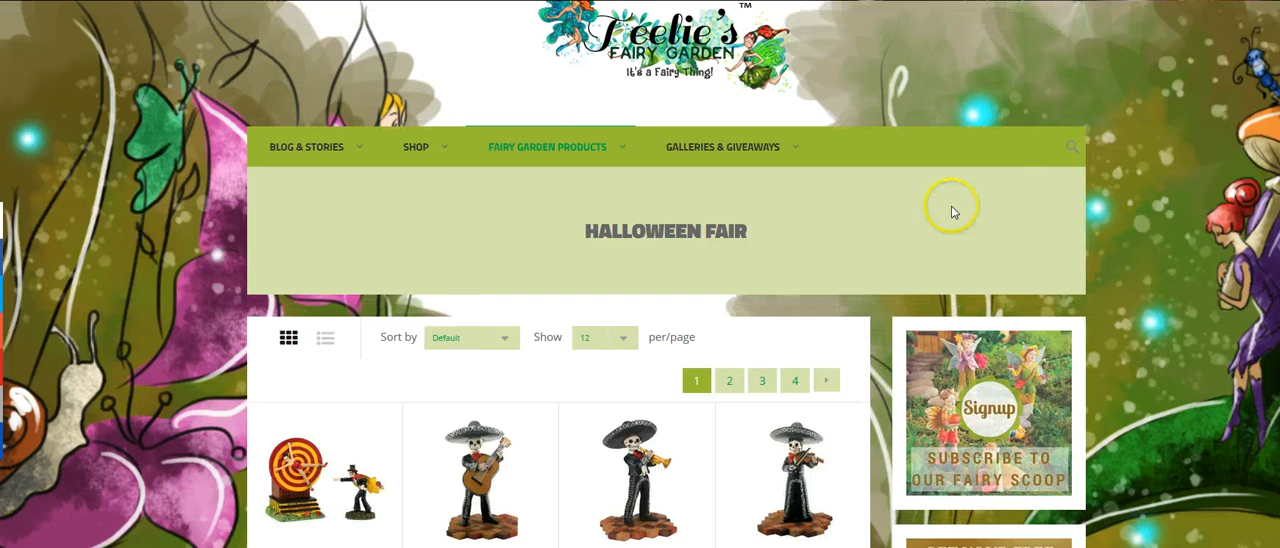 Teelie's
™
FAIRY GARDEN
It's a Fairy Thing!
BLOG & STORIES
SHOP
FAIRY GARDEN PRODUCTS
GALLERIES & GIVEAWAYS
HALLOWEEN FAIR
Sort by
Default
Show
12
per/page
1
2
3
4
Signup
SUBSCRIBE TO
OUR FAIRY SCOOP